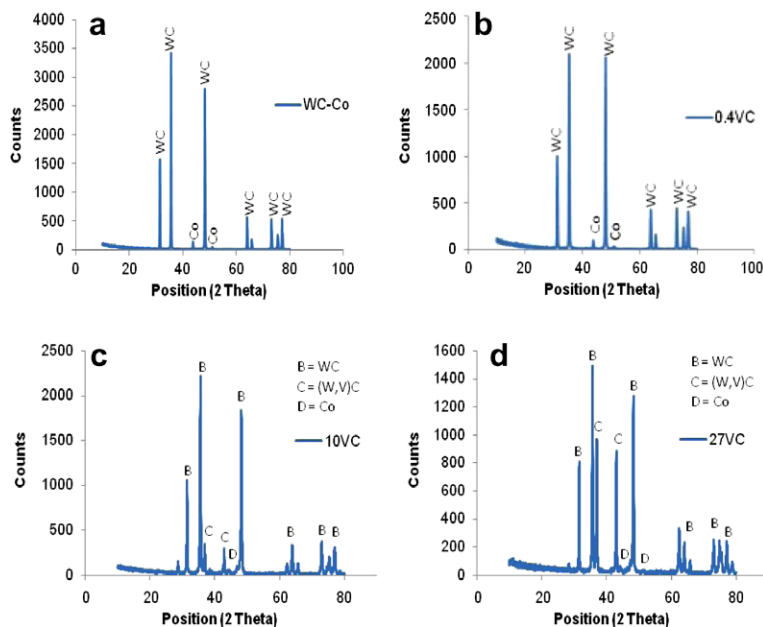 a
4000
3500
3000
2500
2000
1500
1000
500
0
Counts
WC
WC
WC
Co
Co
WC
WC
WC
WC-Co
0 20 40 60 80 100
Position (2 Theta)
b
2500
2000
1500
1000
500
0
Counts
WC
WC
WC
Co
Co
WC
WC
WC
0.4VC
0 20 40 60 80 100
Position (2 Theta)
c
2500
2000
1500
1000
500
0
Counts
B
B
B
C
C
D
B
B
B
B = WC
C = (W,V)C
D = Co
10VC
0 20 40 60 80
Position (2 Theta)
d
1600
1400
1200
1000
800
600
400
200
0
Counts
B
B
C
C
B
D
D
B
B
B
B = WC
C = (W,V)C
D = Co
27VC
0 20 40 60 80
Position (2 Theta)